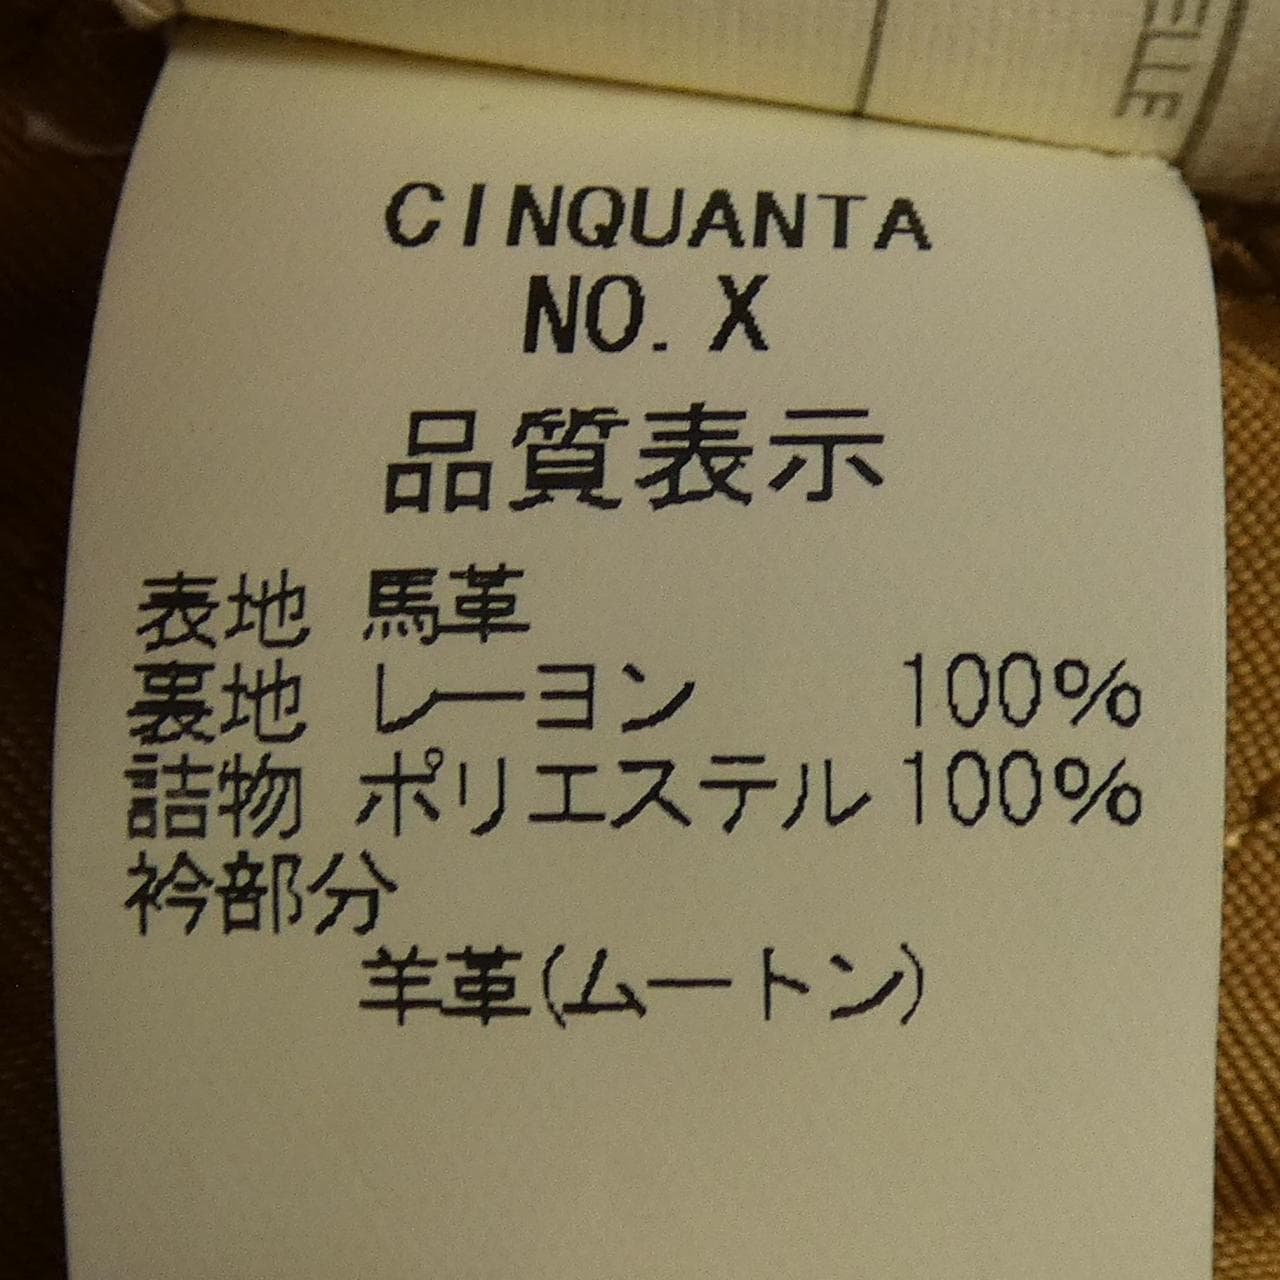 ELLE
CINQUANTA
NO. X
品質表示
表地 馬革
裏地 レーヨン 100%
詰物 ポリエステル 100%
衿部分
羊革(ムートン)